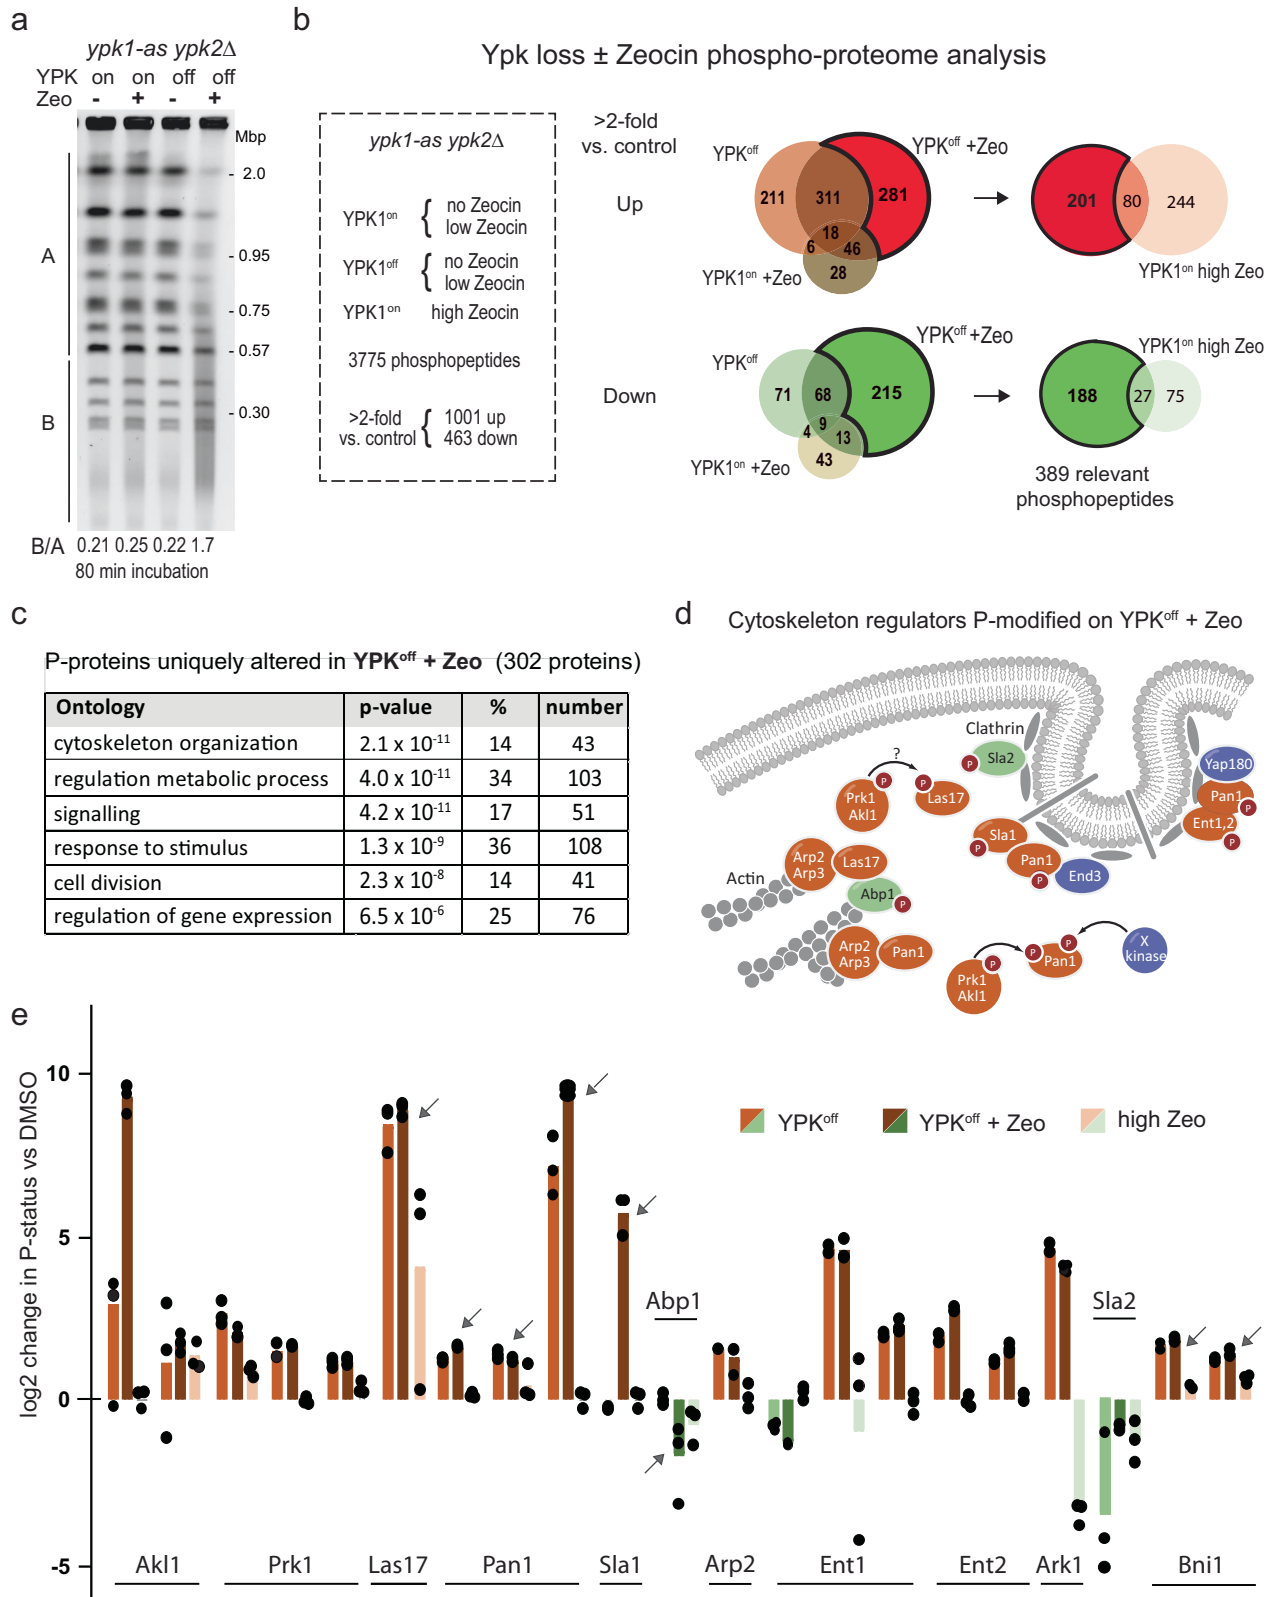 a
ypk1-as ypk2Δ
YPK on on off off
Zeo - + - +
Mbp
2.0
0.95
0.75
0.57
0.30
A
B
B/A 0.21 0.25 0.22 1.7
80 min incubation
b
Ypk loss ± Zeocin phospho-proteome analysis
ypk1-as ypk2Δ
YPK1on { no Zeocin
low Zeocin
YPK1off { no Zeocin
low Zeocin
YPK1on high Zeocin
3775 phosphopeptides
>2-fold
vs. control { 1001 up
463 down
>2-fold
vs. control
Up
YPKoff
YPKoff +Zeo
211 311 281
18
6 46
28
YPK1on +Zeo
201 80 244
YPK1on high Zeo
Down
YPKoff
YPKoff +Zeo
71 68 215
9
4 13
43
YPK1on +Zeo
YPK1on high Zeo
188 27 75
389 relevant
phosphopeptides
c
P-proteins uniquely altered in YPKoff + Zeo (302 proteins)
Ontology p-value % number
cytoskeleton organization 2.1 x 10-11 14 43
regulation metabolic process 4.0 x 10-11 34 103
signalling 4.2 x 10-11 17 51
response to stimulus 1.3 x 10-9 36 108
cell division 2.3 x 10-8 14 41
regulation of gene expression 6.5 x 10-6 25 76
d
Cytoskeleton regulators P-modified on YPKoff + Zeo
Clathrin
P Sla2
?
Prk1
Akl1
P
P
Las17
Yap180
Pan1
P
Ent1,2
P
Sla1
P
Pan1
P
End3
Arp2
Arp3
Las17
Actin
Abp1
P
Arp2
Arp3
Pan1
Prk1
Akl1
P
P
P
Pan1
X
kinase
e
log2 change in P-status vs DMSO
10
5
0
-5
YPKoff
YPKoff + Zeo
high Zeo
Abp1
Sla2
Akl1
Prk1
Las17
Pan1
Sla1
Arp2
Ent1
Ent2
Ark1
Bni1